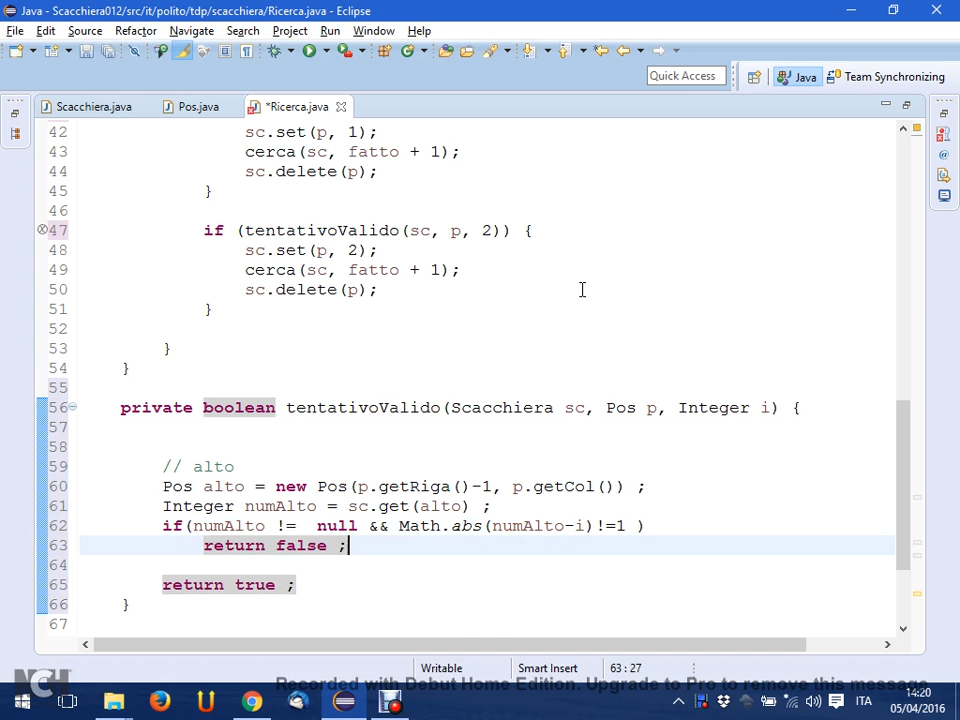 Java - Scacchiera012/src/it/polito/tdp/scacchiera/Ricerca.java - Eclipse
File Edit Source Refactor Navigate Search Project Run Window Help
Quick Access
Java
Team Synchronizing
Scacchiera.java
Pos.java
*Ricerca.java
42 sc.set(p, 1);
43 cerca(sc, fatto + 1);
44 sc.delete(p);
45 }
46
47 if (tentativoValido(sc, p, 2)) {
48 sc.set(p, 2);
49 cerca(sc, fatto + 1);
50 sc.delete(p);
51 }
52
53 }
54 }
55
56 private boolean tentativoValido(Scacchiera sc, Pos p, Integer i) {
57
58
59 // alto
60 Pos alto = new Pos(p.getRiga()-1, p.getCol()) ;
61 Integer numAlto = sc.get(alto) ;
62 if(numAlto !=  null && Math.abs(numAlto-i)!=1 )
63 return false ;
64
65 return true ;
66 }
67
Writable
Smart Insert
63 : 27
NCH
Recorded with Debut Home Edition. Upgrade to Pro to remove this message
ITA
14:20
05/04/2016